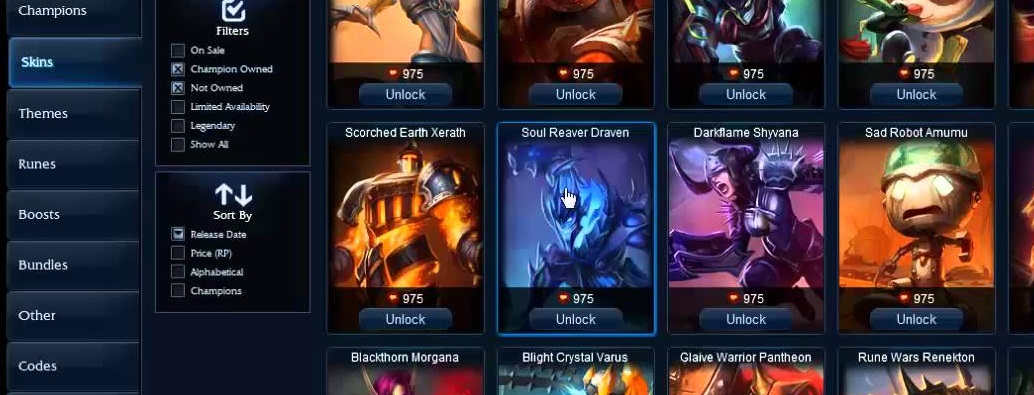 Champions
Skins
Themes
Runes
Boosts
Bundles
Other
Codes
Filters
On Sale
Champion Owned
Not Owned
Limited Availability
Legendary
Show All
Sort By
Release Date
Price (RP)
Alphabetical
Champions
975
975
975
975
Unlock
Unlock
Unlock
Unlock
Scorched Earth Xerath
Soul Reaver Draven
Darkflame Shyvana
Sad Robot Amumu
975
975
975
975
Unlock
Unlock
Unlock
Unlock
Blackthorn Morgana
Blight Crystal Varus
Glaive Warrior Pantheon
Rune Wars Renekton